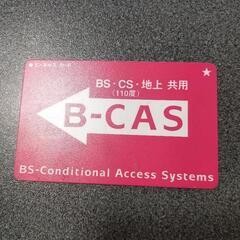 ビーキャス カード
BS・CS・地上 共用
(110度)
B-CAS
BS-Conditional Access Systems